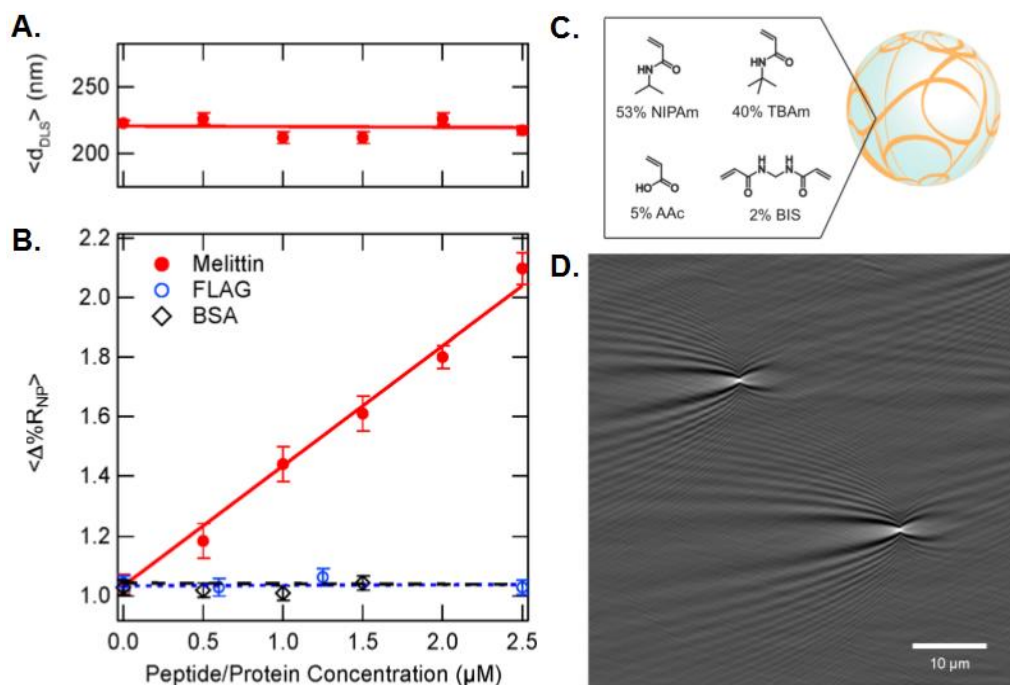 A.
<d_DLS> (nm)
250
200
B.
<Δ%R_NP>
2.2
2.0
1.8
1.6
1.4
1.2
1.0
Melittin
FLAG
BSA
0.0 0.5 1.0 1.5 2.0 2.5
Peptide/Protein Concentration (µM)
C.
N
H
O
N
H
O
53% NIPAm 40% TBAm
HO
O
H
N
H
N
O
O
5% AAc 2% BIS
D.
10 µm